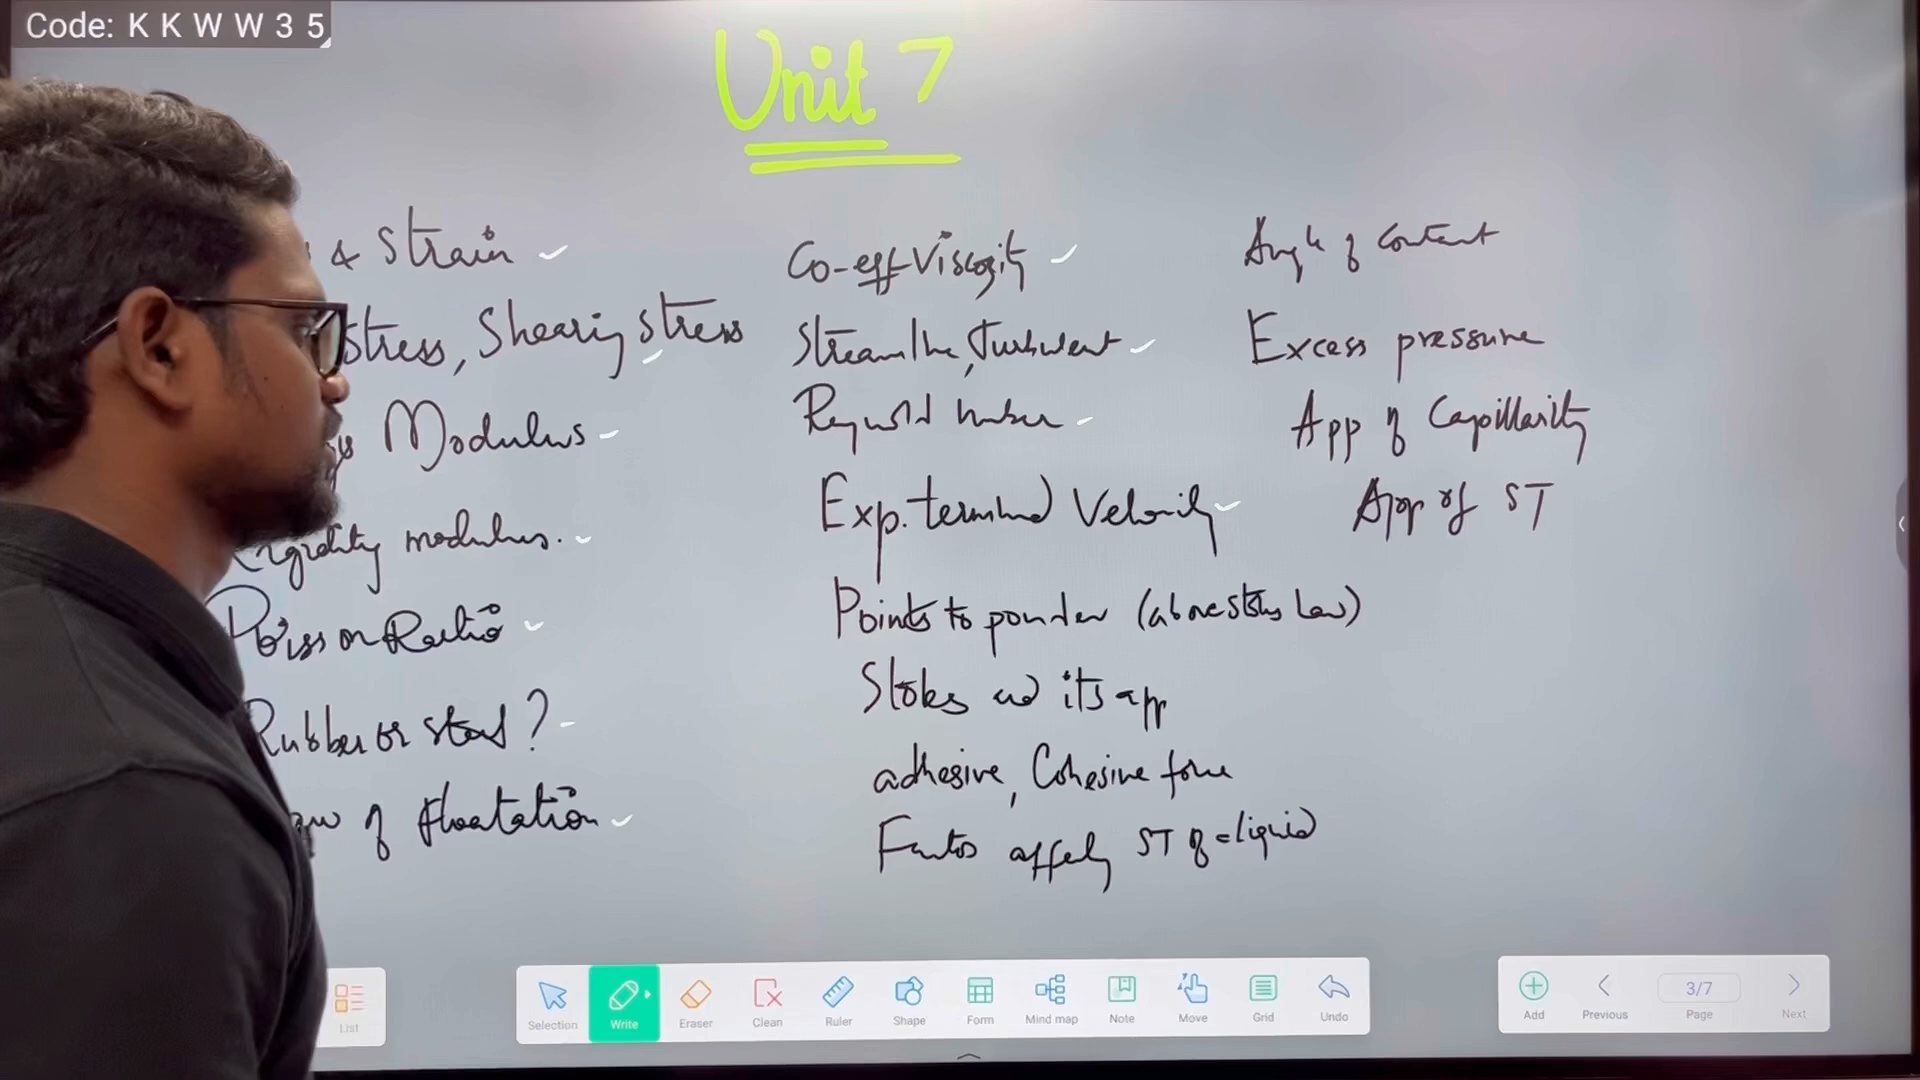 Code: K K W W 3 5
Unit 7
& Strain
stress, Shearing stress
Modulus
Rigidity modulus.
Poisson Ratio
Rubber or steel?
Law of floatation
Co-eff Viscosity
Streamline, Turbulent
Reynold number
Exp. terminal Velocity
Points to ponder (above stokes law)
Stokes and its app
adhesive, Cohesive force
Factors affecting ST of a liquid
Angle of Contact
Excess pressure
App of Capillarity
App of ST
List
Selection
Write
Eraser
Clean
Ruler
Shape
Form
Mind map
Note
Move
Grid
Undo
Add
Previous
3/7
Page
Next